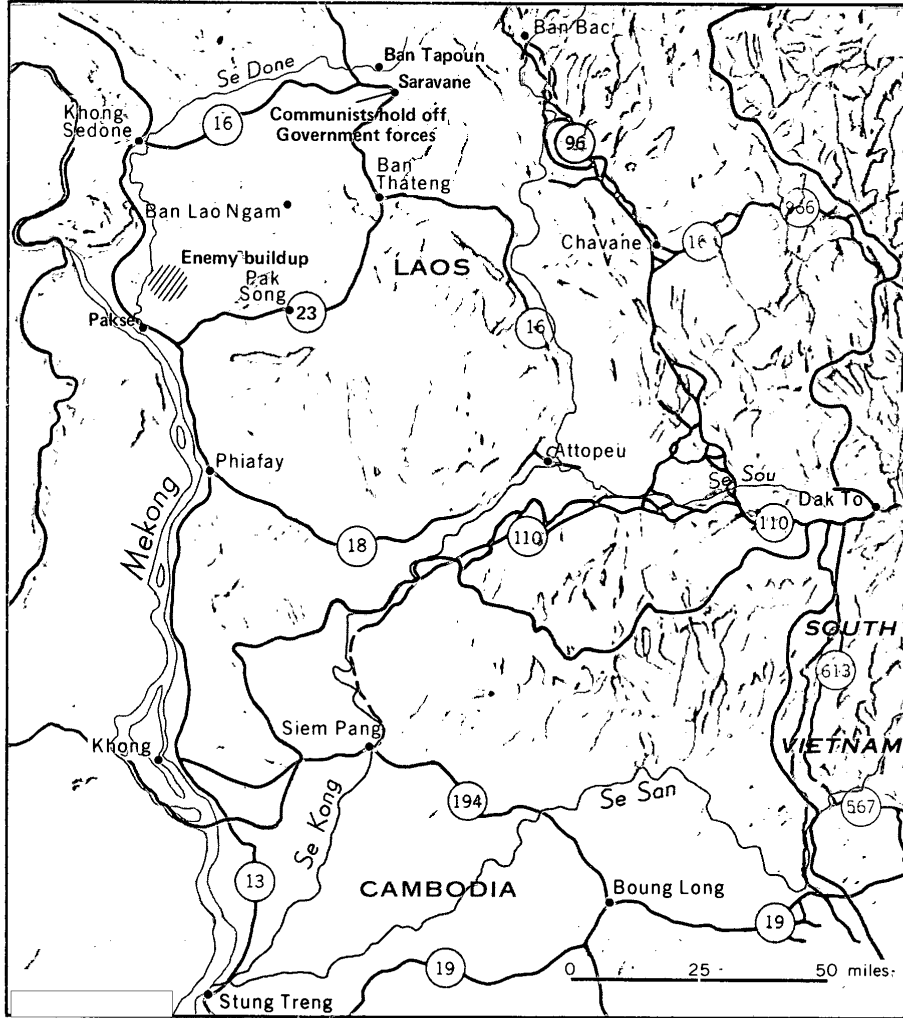 Ban Bac
Ban Tapoun
Se Done
Saravane
Khong
Sedone
16
Communists hold off
Government forces
96
Ban
Thateng
Ban Lao Ngam
966
Chavane
16
Enemy buildup
LAOS
Pak
Song
23
Pakse
16
Attopeu
Phiafay
Se Sou
Dak To
Mekong
110
110
18
SOUTH
613
Siem Pang
Khong
VIETNAM
194
Se San
567
Se Kong
13
CAMBODIA
Boung Long
19
19
0 25 50 miles
Stung Treng